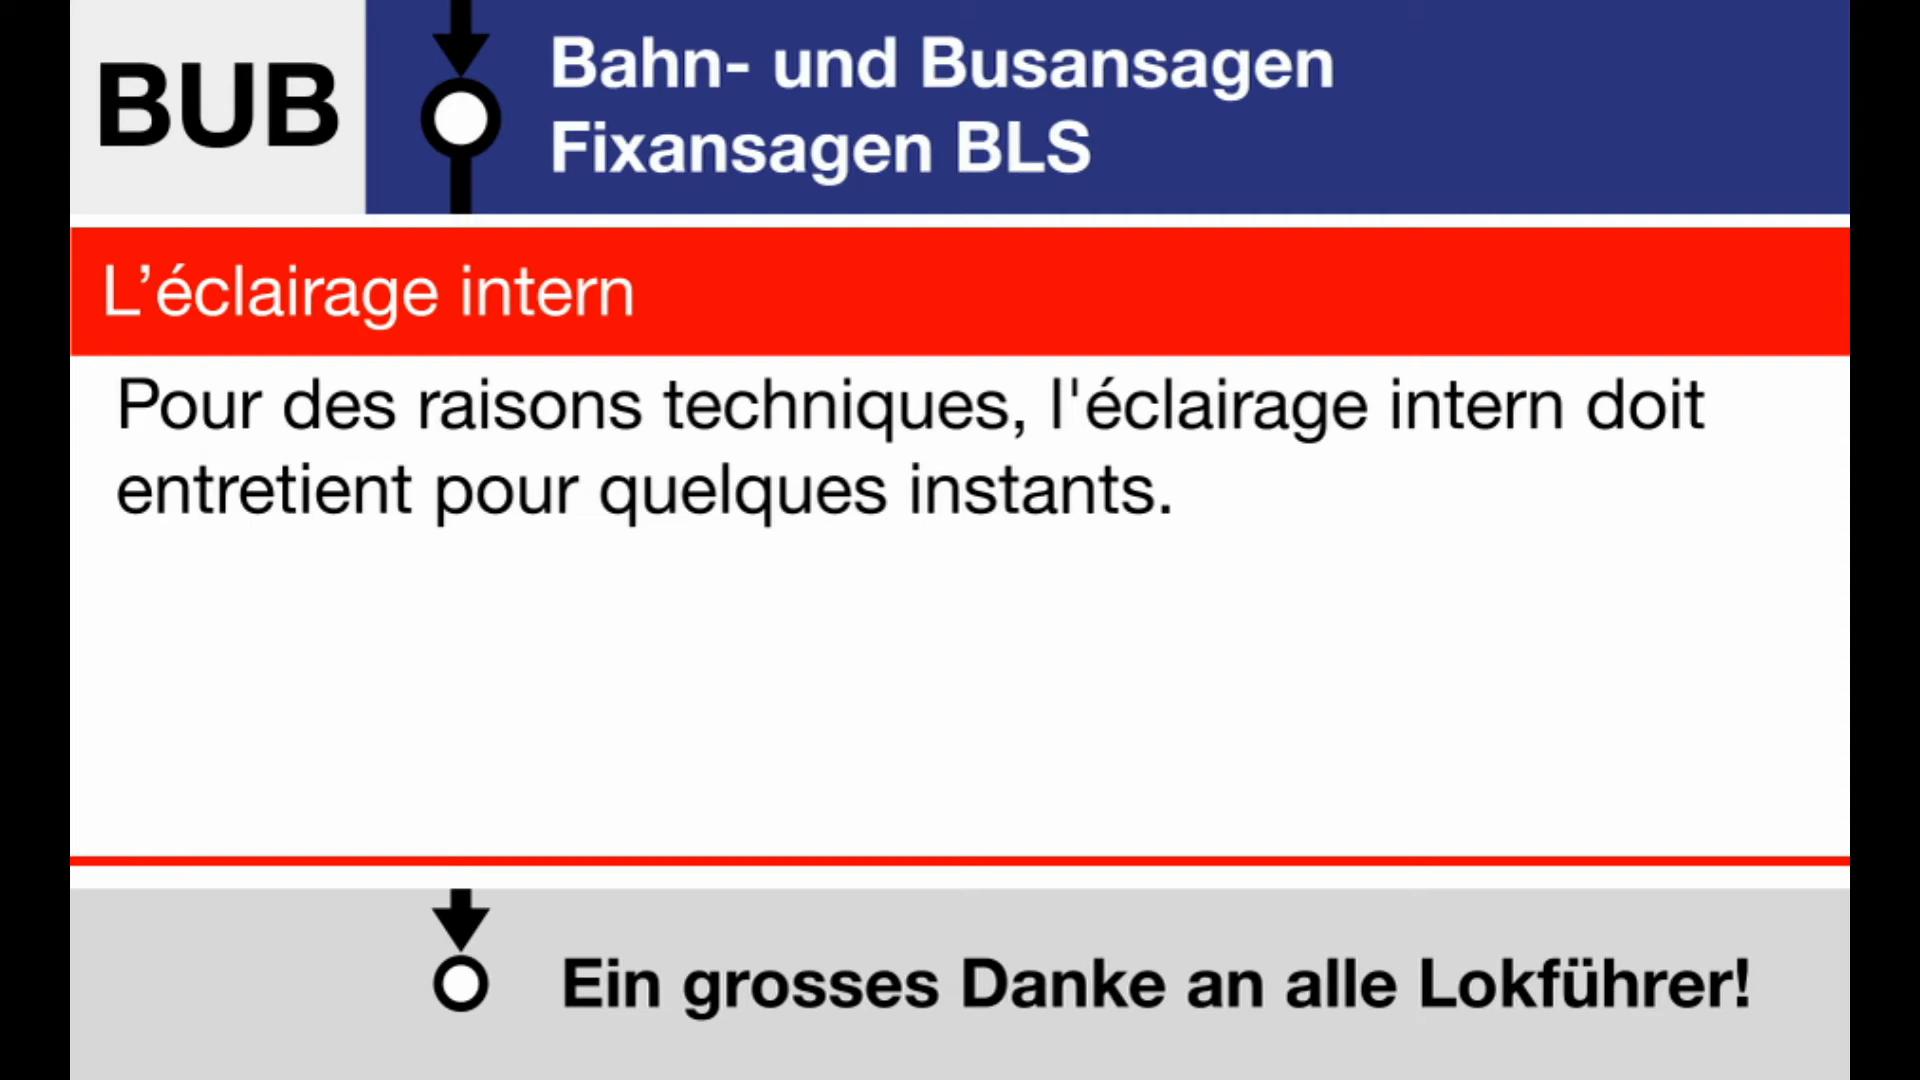 BUB
Bahn- und Busansagen
Fixansagen BLS
L’éclairage intern
Pour des raisons techniques, l'éclairage intern doit
entretient pour quelques instants.
Ein grosses Danke an alle Lokführer!